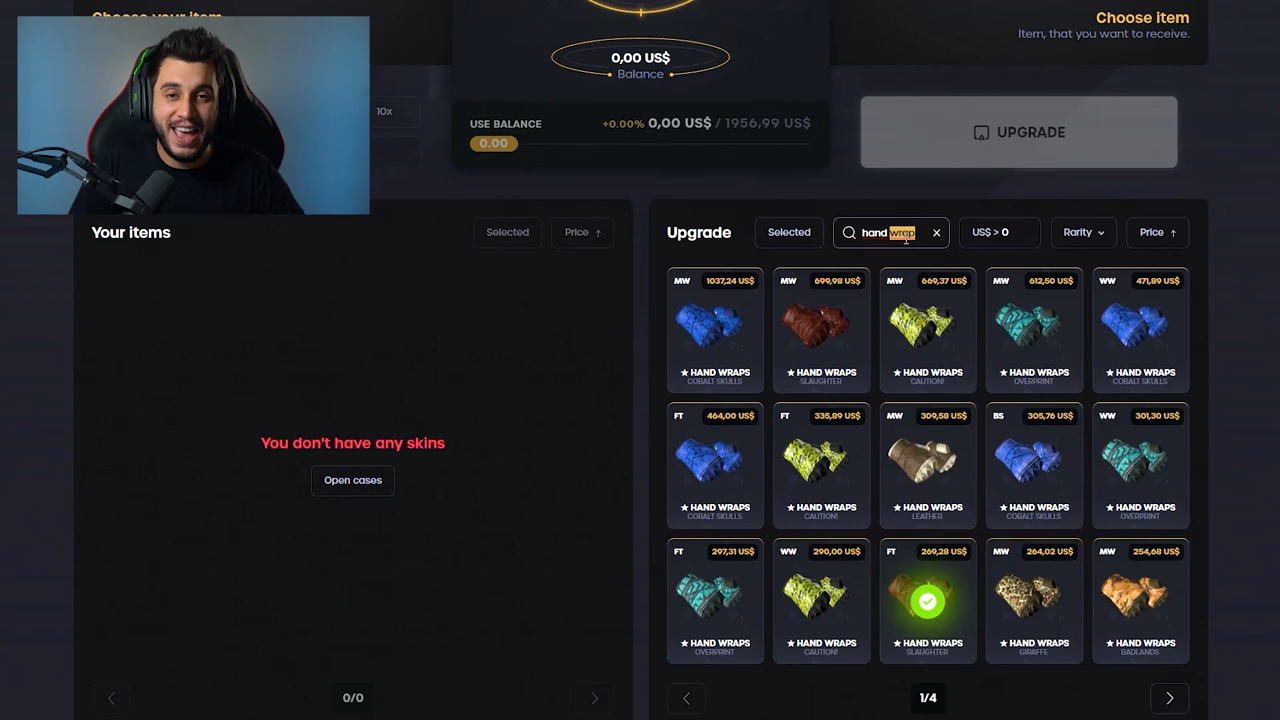 Choose your item
Choose item
Item, that you want to receive.
0,00 US$
Balance
10x
USE BALANCE
+0.00% 0,00 US$ / 1956,99 US$
0.00
UPGRADE
Your items
Selected
Price ↑
You don't have any skins
Open cases
0/0
Upgrade
Selected
hand wrep
US$ > 0
Rarity
Price ↑
MW 1037,24 US$
★ HAND WRAPS
COBALT SKULLS
MW 699,98 US$
★ HAND WRAPS
SLAUGHTER
MW 669,37 US$
★ HAND WRAPS
CAUTION!
MW 612,50 US$
★ HAND WRAPS
OVERPRINT
WW 471,89 US$
★ HAND WRAPS
COBALT SKULLS
FT 464,00 US$
★ HAND WRAPS
COBALT SKULLS
FT 335,89 US$
★ HAND WRAPS
CAUTION!
MW 309,58 US$
★ HAND WRAPS
LEATHER
BS 305,76 US$
★ HAND WRAPS
COBALT SKULLS
WW 301,30 US$
★ HAND WRAPS
OVERPRINT
FT 297,31 US$
★ HAND WRAPS
OVERPRINT
WW 290,00 US$
★ HAND WRAPS
CAUTION!
FT 269,28 US$
★ HAND WRAPS
SLAUGHTER
MW 264,02 US$
★ HAND WRAPS
GIRAFFE
MW 254,68 US$
★ HAND WRAPS
BADLANDS
1/4